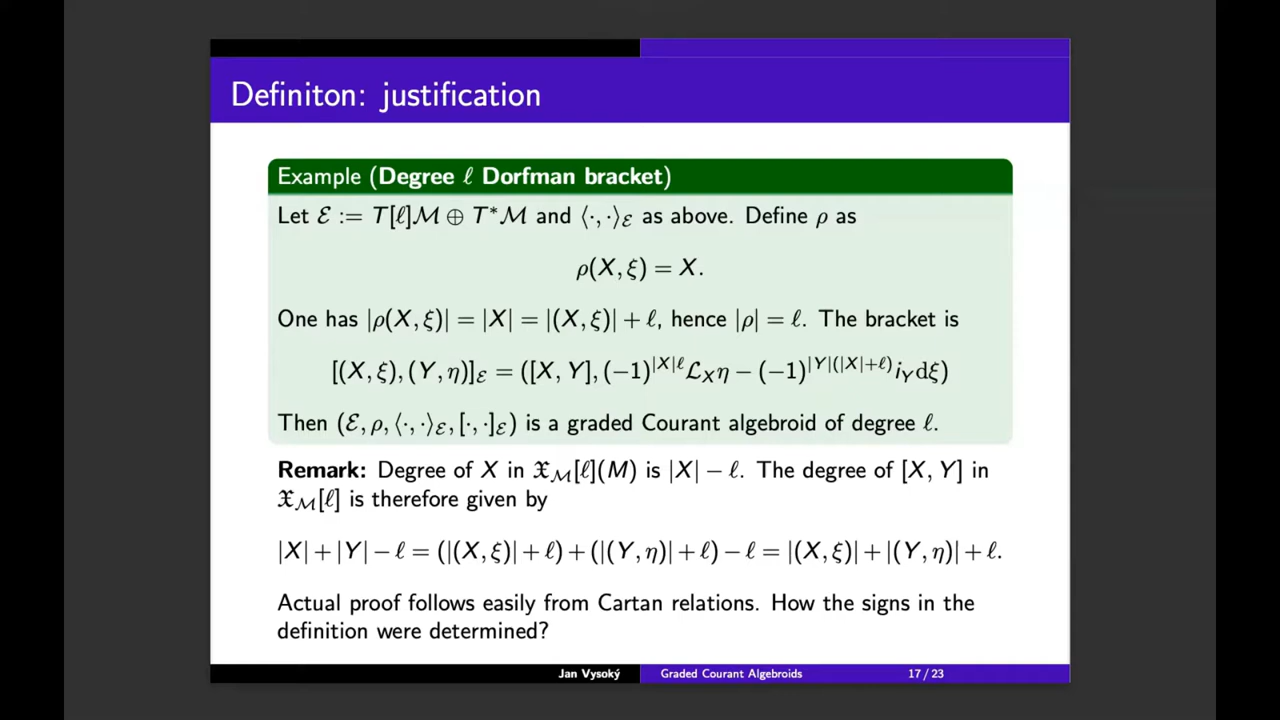 Definiton: justification
Example (Degree ℓ Dorfman bracket)
Let ℰ := T[ℓ]ℳ ⊕ T*ℳ and ⟨·, ·⟩_ℰ as above. Define ρ as
ρ(X, ξ) = X.
One has |ρ(X, ξ)| = |X| = |(X, ξ)| + ℓ, hence |ρ| = ℓ. The bracket is
[(X, ξ), (Y, η)]_ℰ = ([X, Y], (−1)^{|X|ℓ} ℒ_X η − (−1)^{|Y|(|X|+ℓ)} i_Y dξ)
Then (ℰ, ρ, ⟨·, ·⟩_ℰ, [·, ·]_ℰ) is a graded Courant algebroid of degree ℓ.
Remark: Degree of X in 𝔛_ℳ[ℓ](M) is |X| − ℓ. The degree of [X, Y] in
𝔛_ℳ[ℓ] is therefore given by
|X| + |Y| − ℓ = (|(X, ξ)| + ℓ) + (|(Y, η)| + ℓ) − ℓ = |(X, ξ)| + |(Y, η)| + ℓ.
Actual proof follows easily from Cartan relations. How the signs in the
definition were determined?
Jan Vysoký Graded Courant Algebroids 17 / 23